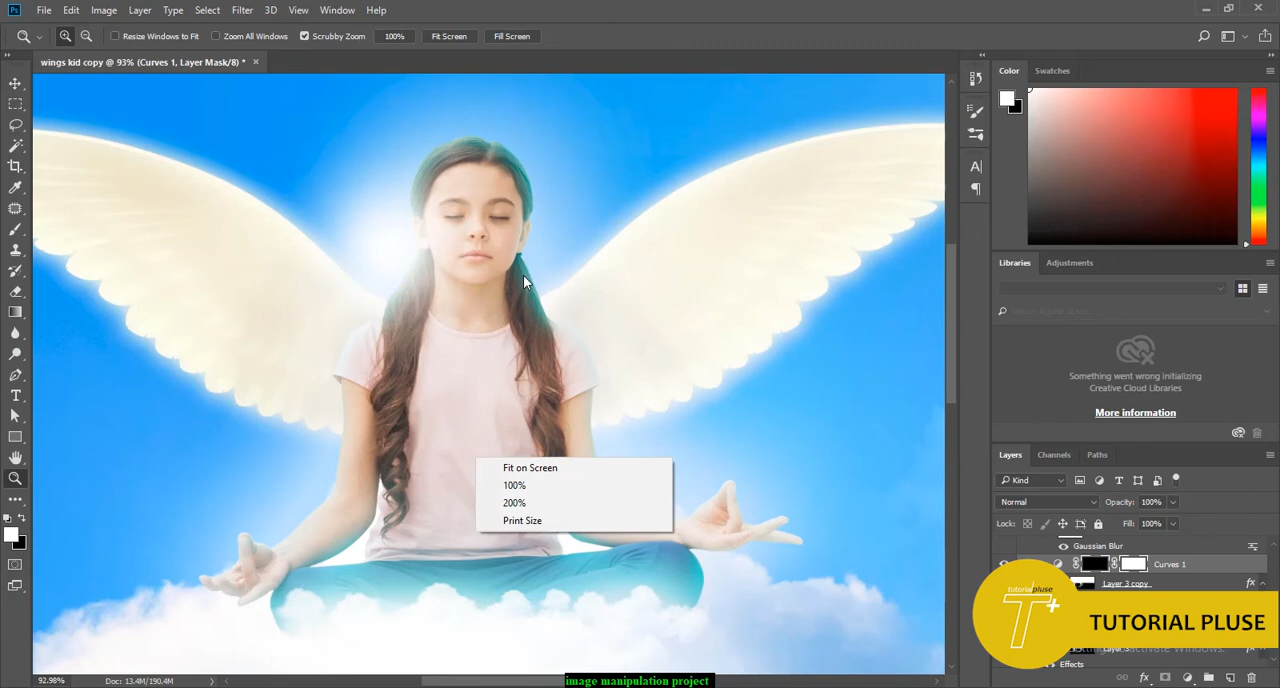 Ps File Edit Image Layer Type Select Filter 3D View Window Help
Resize Windows to Fit Zoom All Windows Scrubby Zoom 100% Fit Screen Fill Screen
wings kid copy @ 93% (Curves 1, Layer Mask/8) * ×
Color Swatches
Libraries Adjustments
Something went wrong initializing
Creative Cloud Libraries
More information
Layers Channels Paths
Kind
Normal Opacity: 100%
Lock: Fill: 100%
Gaussian Blur
Curves 1
Layer 3 copy fx
Fit on Screen
100%
200%
Print Size
tutorialpluse
T+
TUTORIAL PLUSE
Effects
92.98% Doc: 13.4M/190.4M
image manipulation project